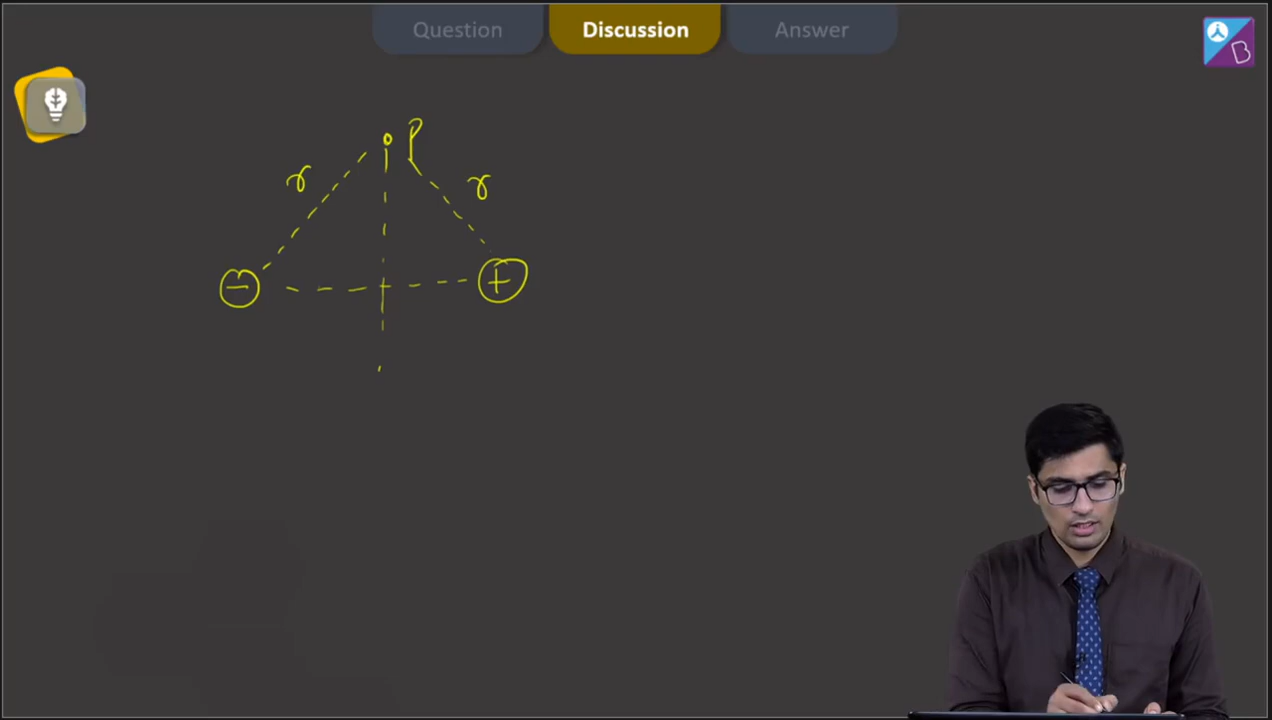 Question Discussion Answer
B
P
r r
− +